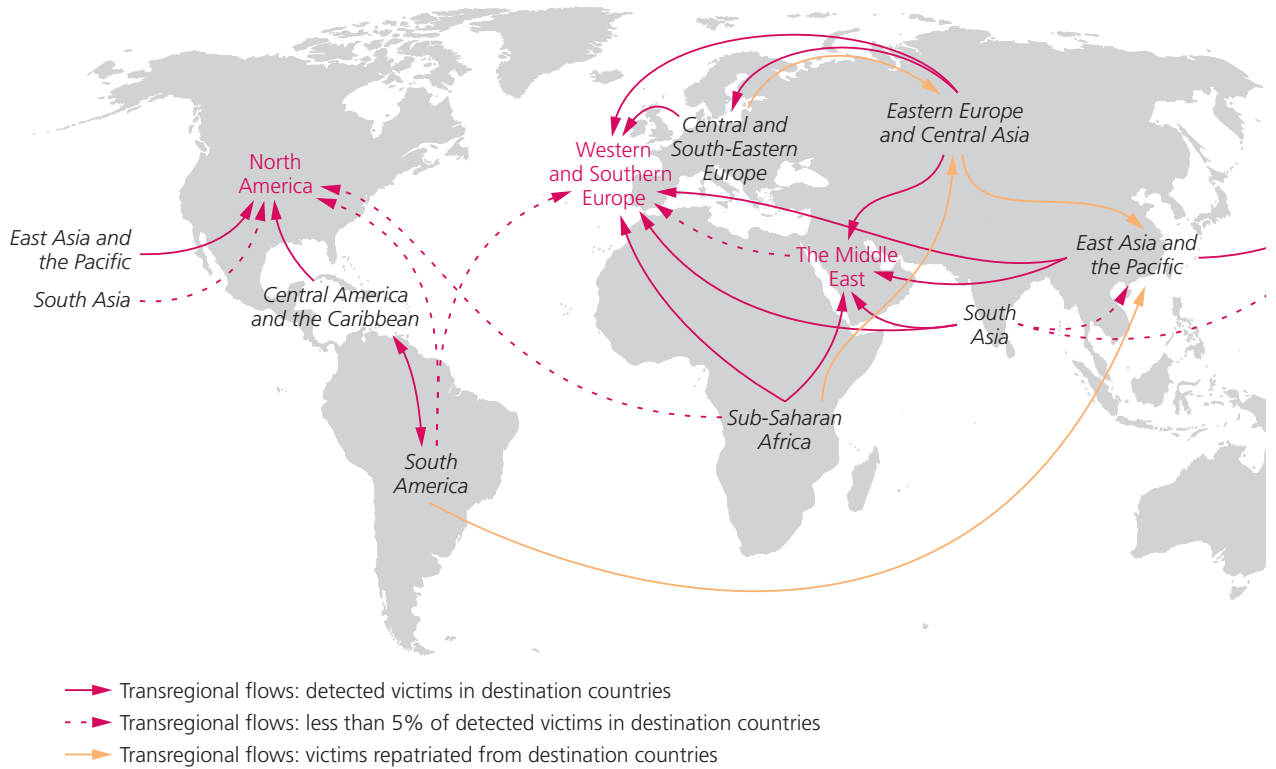 North
America
East Asia and
the Pacific
South Asia
Central America
and the Caribbean
South
America
Western
and Southern
Europe
Central and
South-Eastern
Europe
Eastern Europe
and Central Asia
The Middle
East
East Asia and
the Pacific
South
Asia
Sub-Saharan
Africa
Transregional flows: detected victims in destination countries
Transregional flows: less than 5% of detected victims in destination countries
Transregional flows: victims repatriated from destination countries